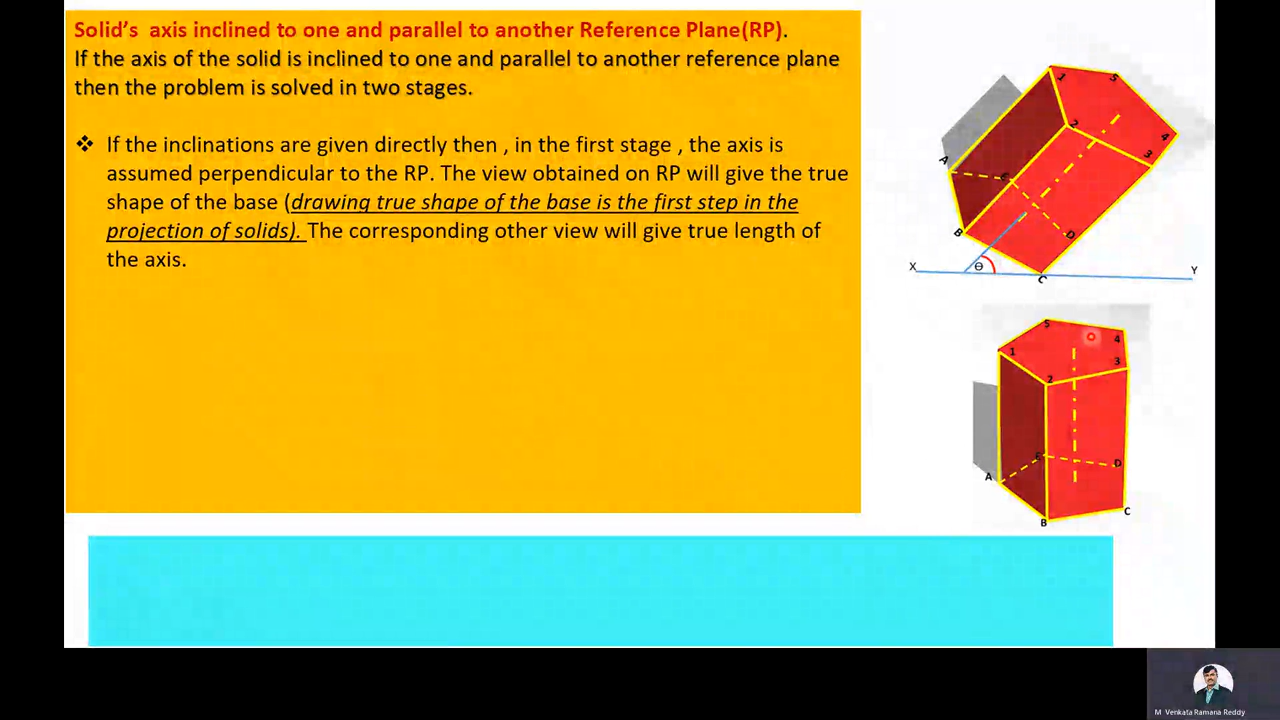 Solid's axis inclined to one and parallel to another Reference Plane(RP).
If the axis of the solid is inclined to one and parallel to another reference plane
then the problem is solved in two stages.
❖ If the inclinations are given directly then , in the first stage , the axis is
assumed perpendicular to the RP. The view obtained on RP will give the true
shape of the base (drawing true shape of the base is the first step in the
projection of solids). The corresponding other view will give true length of
the axis.
1
5
2
4
3
A
B
D
X
θ
C
Y
5
4
1
3
2
E
D
A
C
B
M Venkata Ramana Reddy